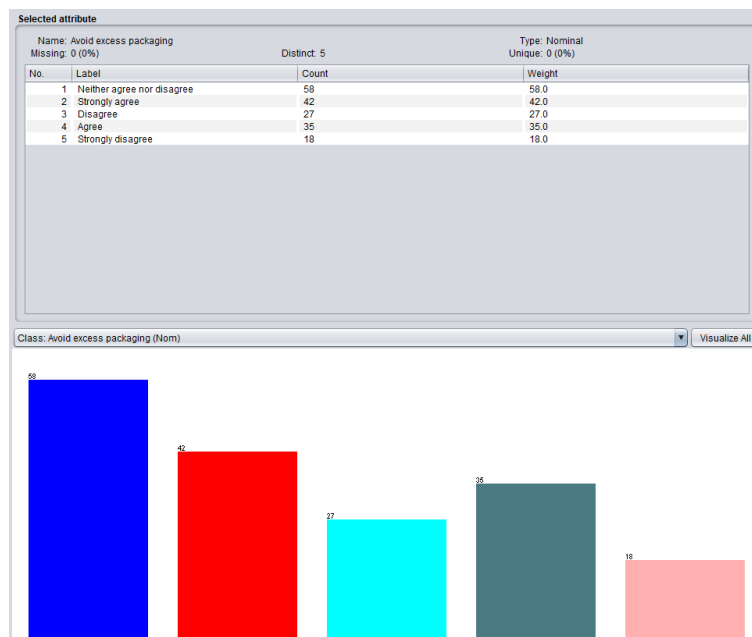 Selected attribute
Name: Avoid excess packaging Type: Nominal
Missing: 0 (0%) Distinct: 5 Unique: 0 (0%)
No. Label Count Weight
1 Neither agree nor disagree 58 58.0
2 Strongly agree 42 42.0
3 Disagree 27 27.0
4 Agree 35 35.0
5 Strongly disagree 18 18.0
Class: Avoid excess packaging (Nom) Visualize All
58
42
27
35
18